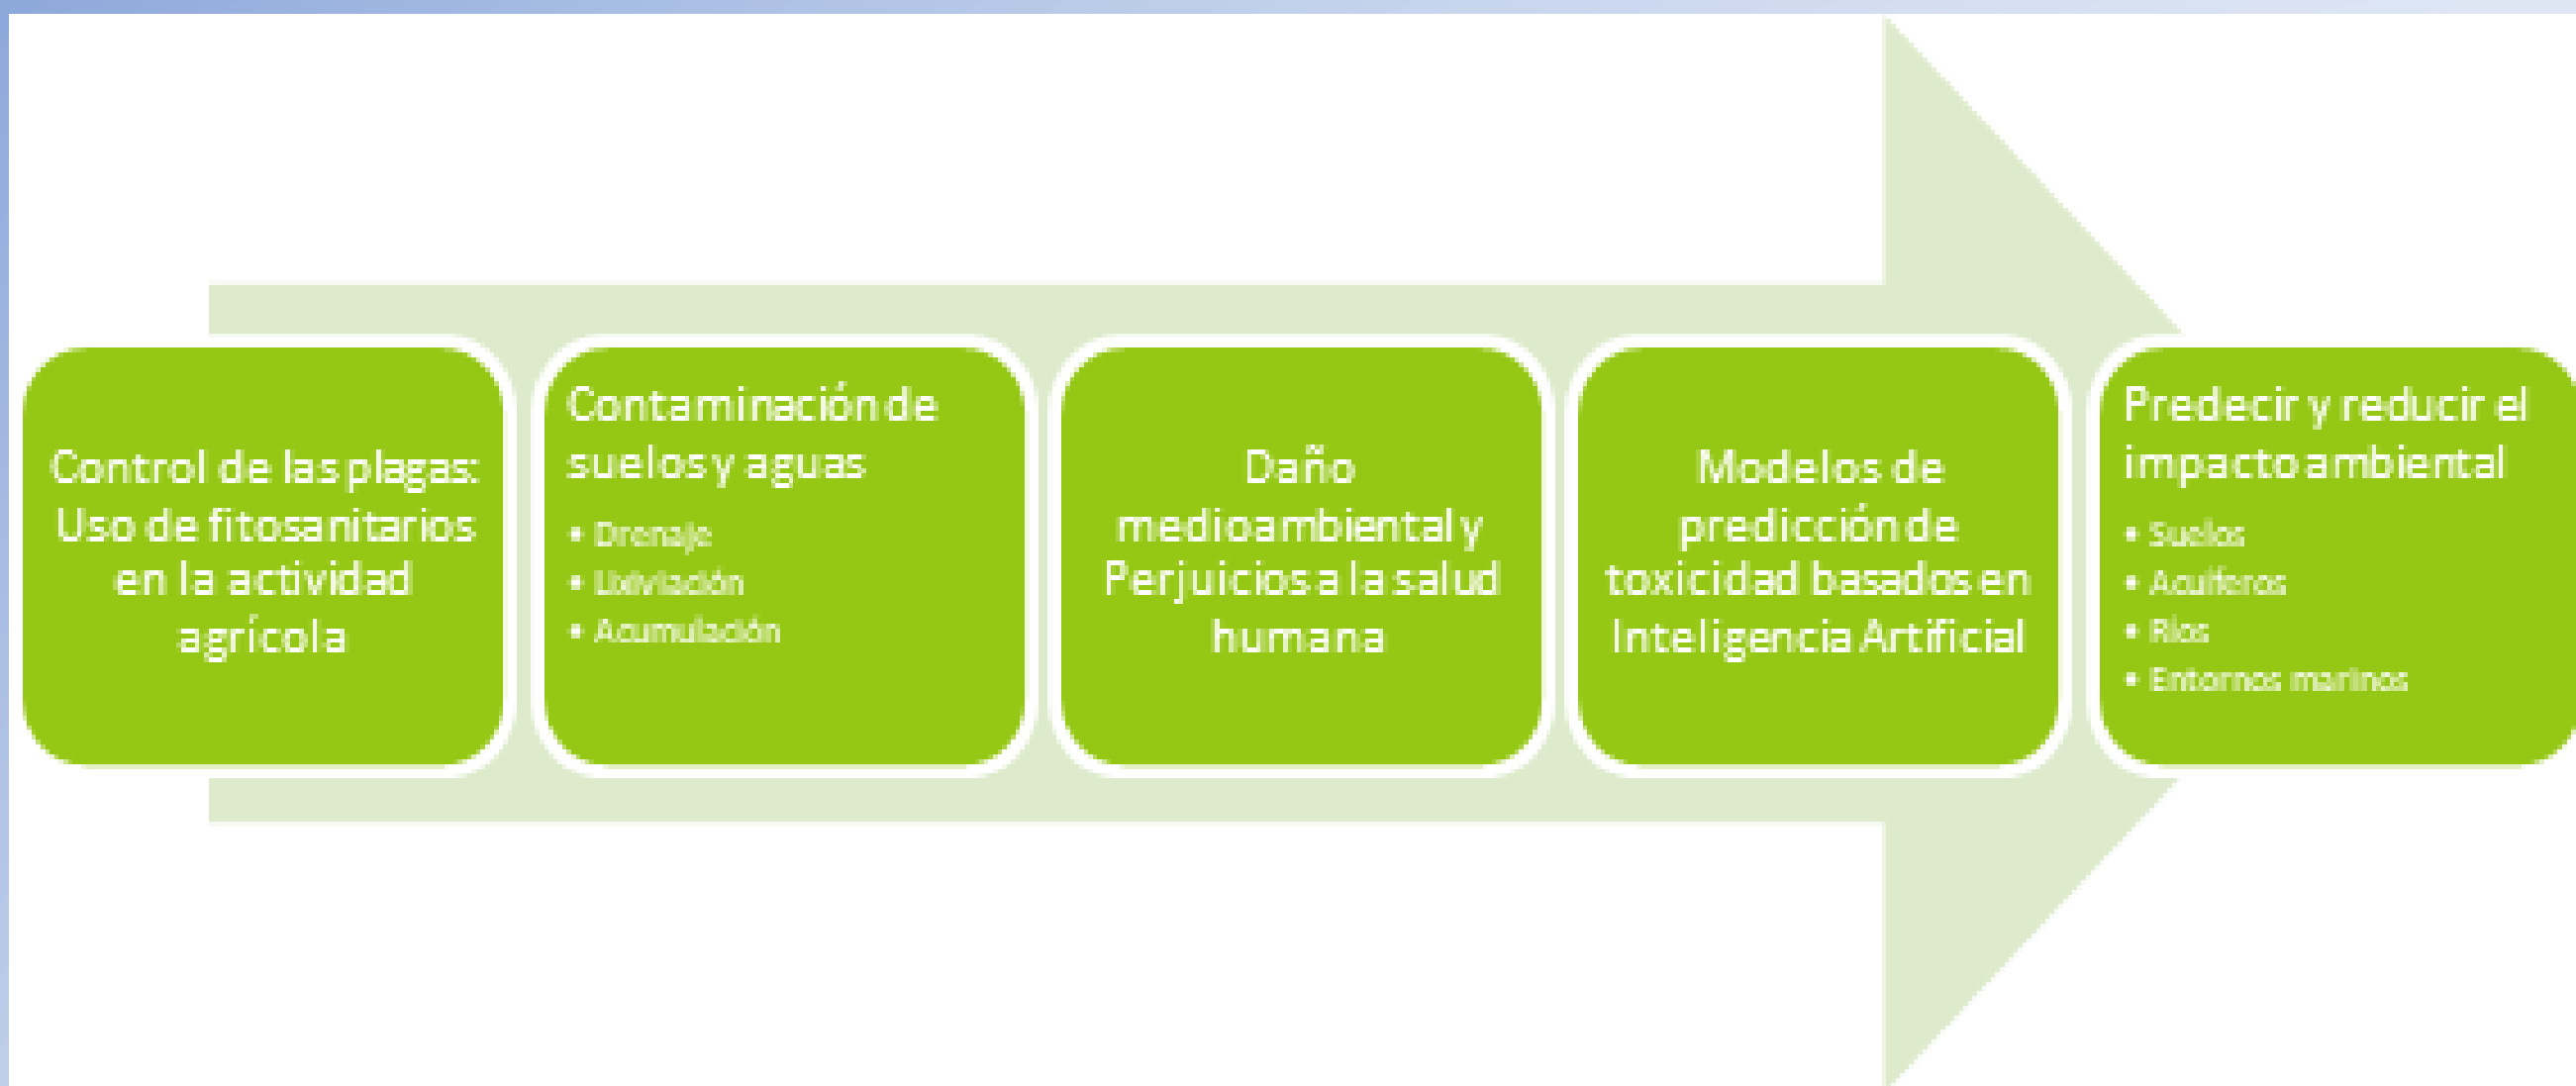 Control de las plagas:
Uso de fitosanitarios
en la actividad
agrícola
Contaminación de
suelos y aguas
• Drenaje
• Lixiviación
• Acumulación
Daño
medioambiental y
Perjuicios a la salud
humana
Modelos de
predicción de
toxicidad basados en
Inteligencia Artificial
Predecir y reducir el
impacto ambiental
• Suelos
• Acuíferos
• Ríos
• Entornos marinos